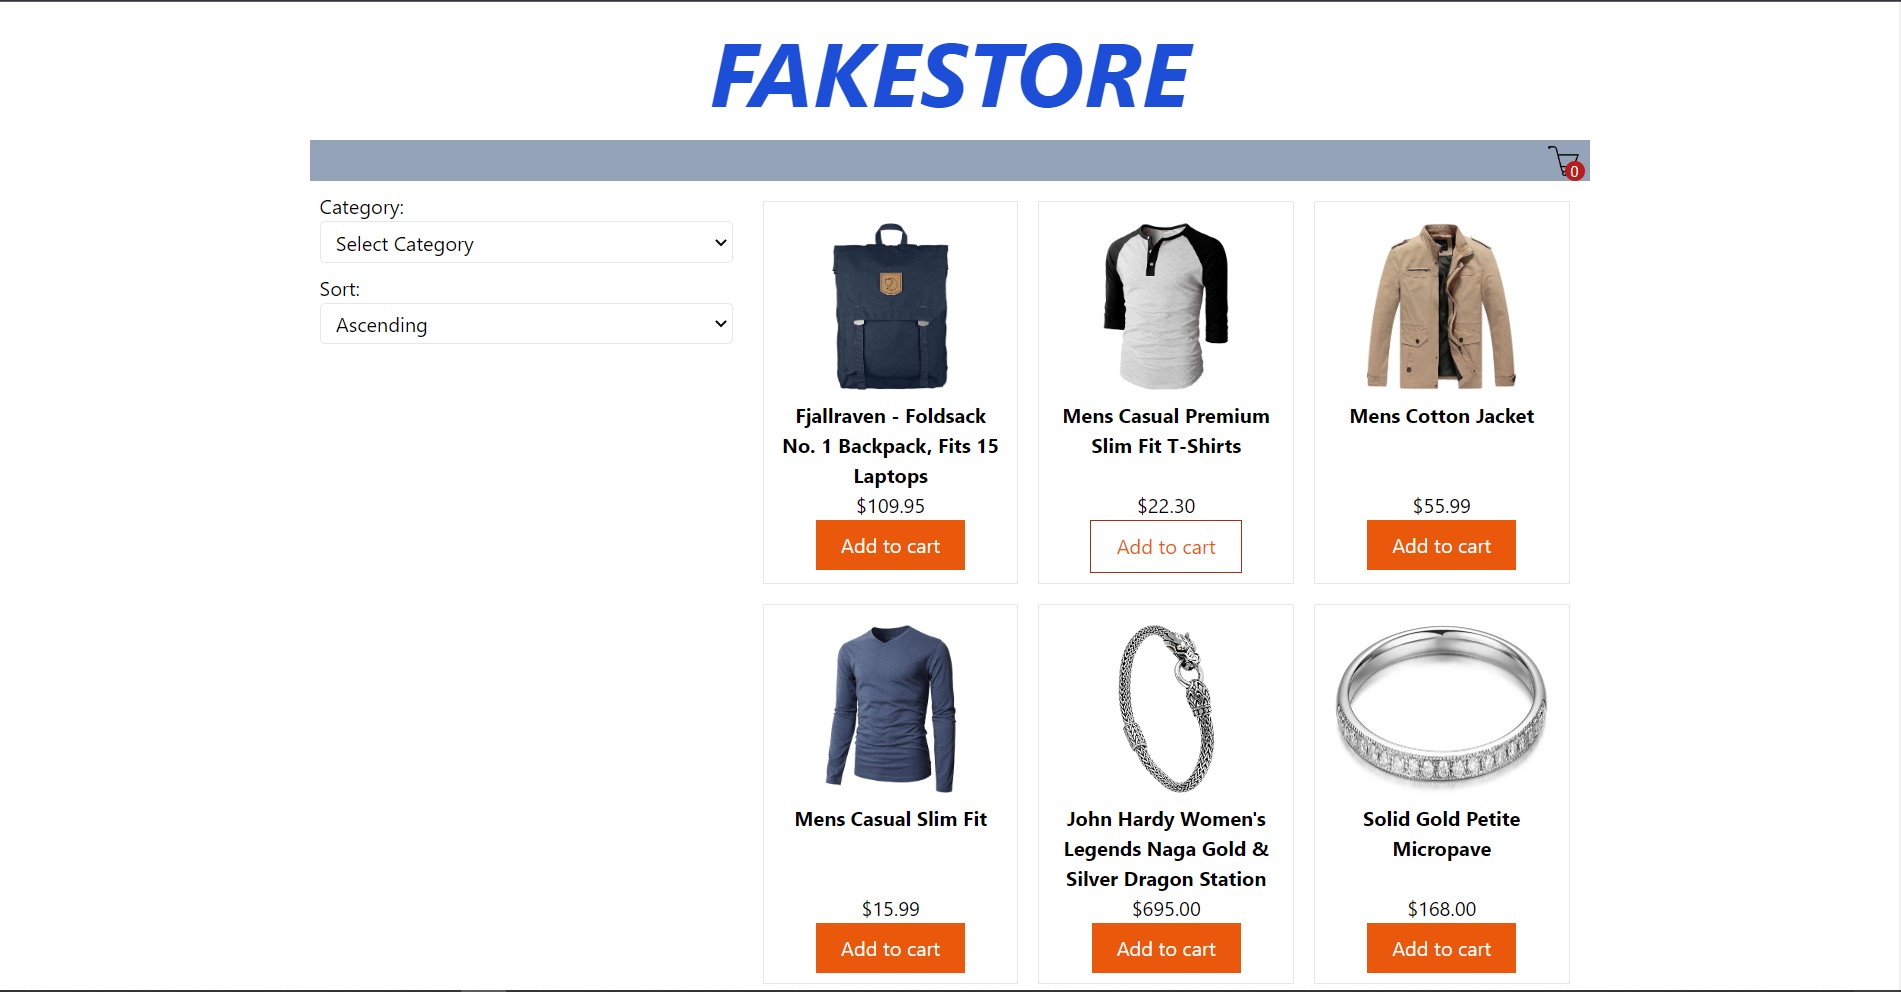 FAKESTORE
0
Category:
Select Category
Sort:
Ascending
Fjallraven - Foldsack
No. 1 Backpack, Fits 15
Laptops
$109.95
Add to cart
Mens Casual Premium
Slim Fit T-Shirts
$22.30
Add to cart
Mens Cotton Jacket
$55.99
Add to cart
Mens Casual Slim Fit
$15.99
Add to cart
John Hardy Women's
Legends Naga Gold &
Silver Dragon Station
$695.00
Add to cart
Solid Gold Petite
Micropave
$168.00
Add to cart